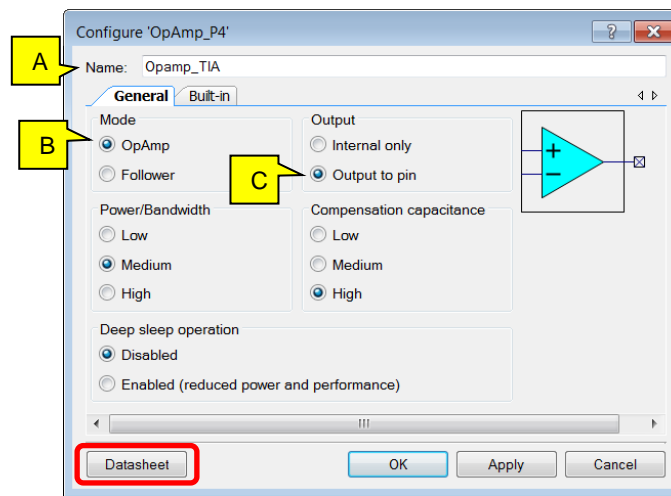 Configure 'OpAmp_P4'
A
Name: Opamp_TIA
General Built-in
Mode
B
OpAmp
Follower
Output
Internal only
C
Output to pin
Power/Bandwidth
Low
Medium
High
Compensation capacitance
Low
Medium
High
Deep sleep operation
Disabled
Enabled (reduced power and performance)
Datasheet OK Apply Cancel